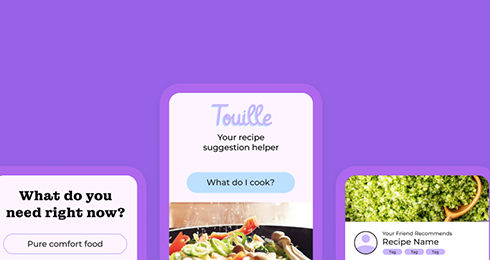 Touille
Your recipe
suggestion helper
What do I cook?
What do you
need right now?
Pure comfort food
Your Friend Recommends
Recipe Name
Tag Tag Tag